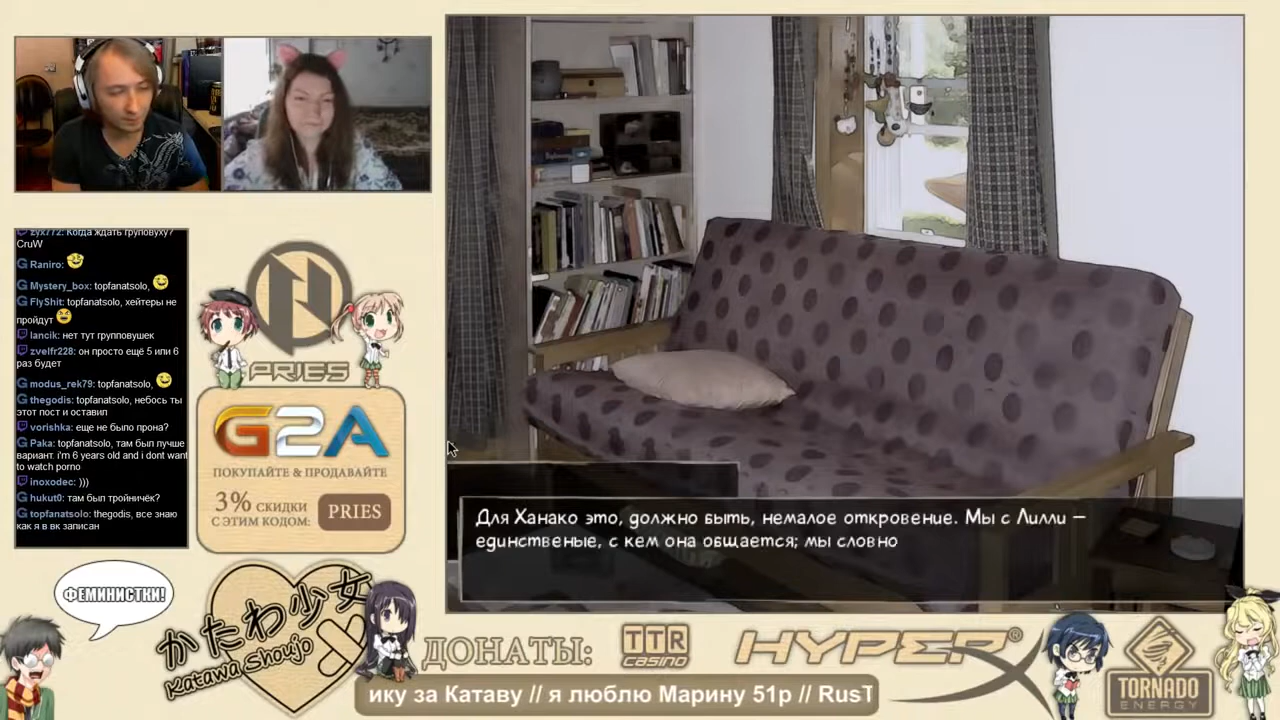 zyx772: Когда ждать груповуху?
CruW
Raniro:
Mystery_box: topfanatsolo,
FlyShit: topfanatsolo, хейтеры не
пройдут
lancik: нет тут групповушек
zvelfr228: он просто ещё 5 или 6
раз будет
modus_rek79: topfanatsolo,
thegodis: topfanatsolo, небось ты
этот пост и оставил
vorishka: еще не было прона?
Paka: topfanatsolo, там был лучше
вариант. i'm 6 years old and i dont want
to watch porno
inoxodec: )))
hukut0: там был тройничёк?
topfanatsolo: thegodis, все знаю
как я в вк записан
PRIES
G2A
ПОКУПАЙТЕ & ПРОДАВАЙТЕ
3% СКИДКИ
С ЭТИМ КОДОМ:
PRIES
Для Ханако это, должно быть, немалое откровение. Мы с Лилли —
единственые, с кем она общается; мы словно
ФЕМИНИСТКИ!
かたわ少女
Katawa Shoujo
ДОНАТЫ:
TTR
CASINO
HYPERX
TORNADO
ENERGY
ику за Катаву // я люблю Марину 51р // RusT